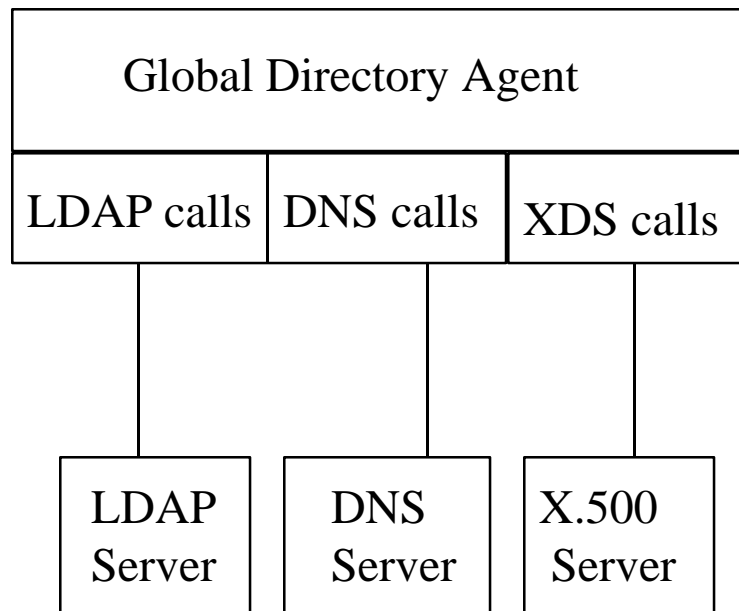 Global Directory Agent
LDAP calls
DNS calls
XDS calls
LDAP
Server
DNS
Server
X.500
Server